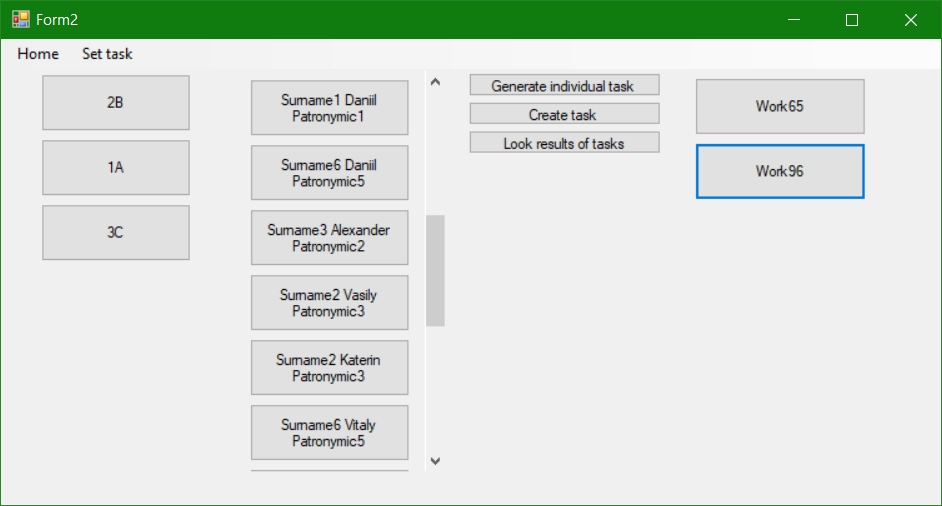 Form2
Home Set task
2B
1A
3C
Surname1 Daniil
Patronymic1
Surname6 Daniil
Patronymic5
Surname3 Alexander
Patronymic2
Surname2 Vasily
Patronymic3
Surname2 Katerin
Patronymic3
Surname6 Vitaly
Patronymic5
Generate individual task
Create task
Look results of tasks
Work65
Work96